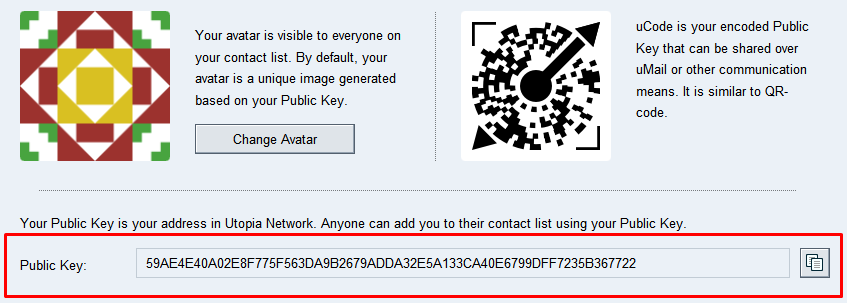 Your avatar is visible to everyone on
your contact list. By default, your
avatar is a unique image generated
based on your Public Key.
Change Avatar
uCode is your encoded Public
Key that can be shared over
uMail or other communication
means. It is similar to QR-
code.
Your Public Key is your address in Utopia Network. Anyone can add you to their contact list using your Public Key.
Public Key:
59AE4E40A02E8F775F563DA9B2679ADDA32E5A133CA40E6799DFF7235B367722